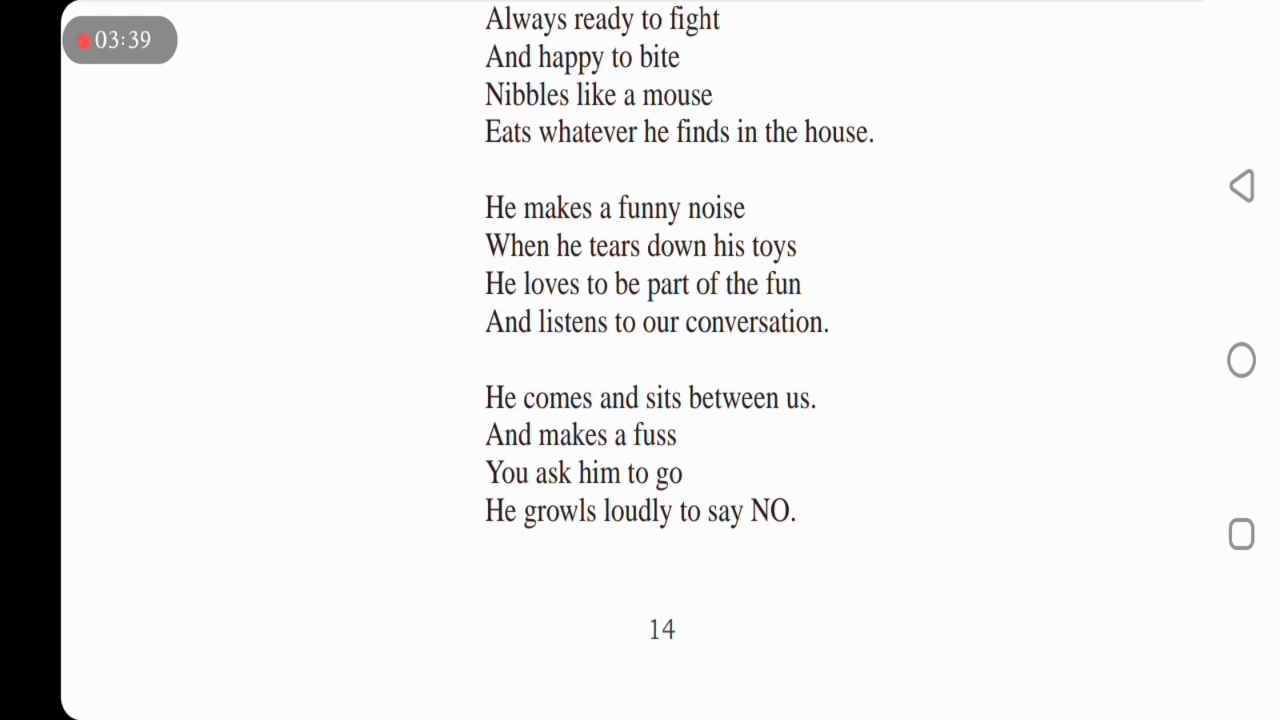 03:39
Always ready to fight
And happy to bite
Nibbles like a mouse
Eats whatever he finds in the house.
He makes a funny noise
When he tears down his toys
He loves to be part of the fun
And listens to our conversation.
He comes and sits between us.
And makes a fuss
You ask him to go
He growls loudly to say NO.
14